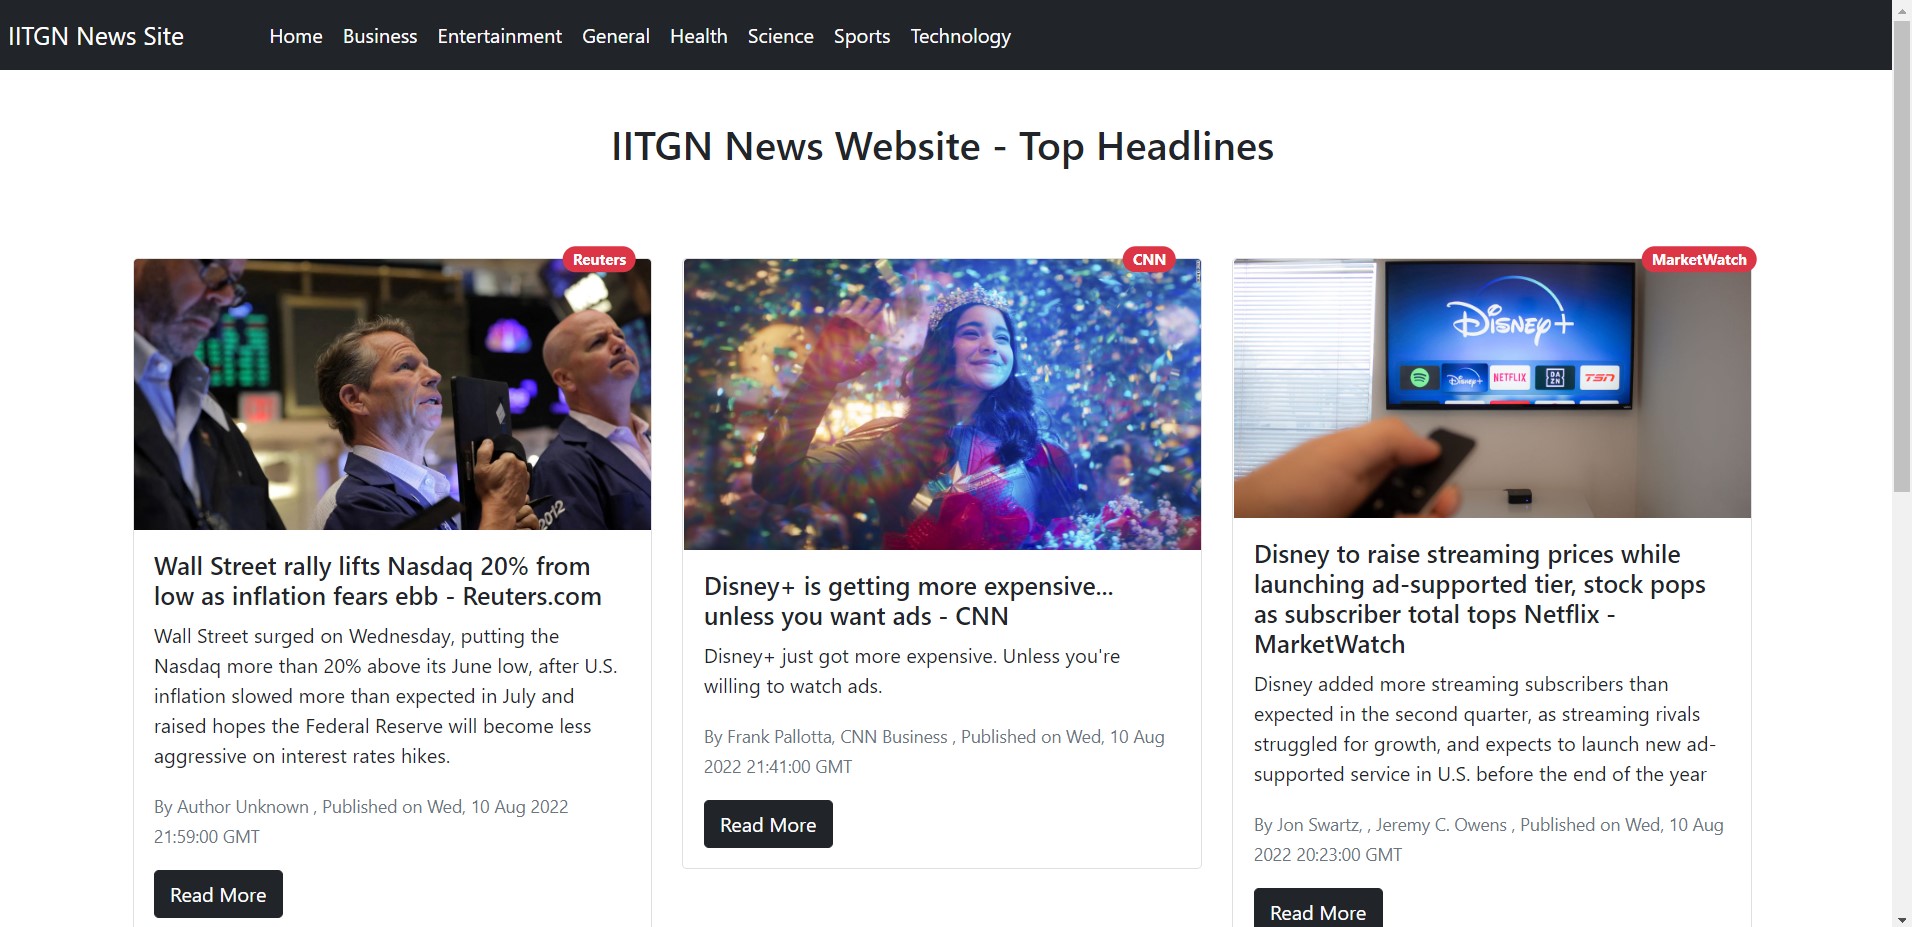 IITGN News Site Home Business Entertainment General Health Science Sports Technology
IITGN News Website - Top Headlines
Reuters
2012
Wall Street rally lifts Nasdaq 20% from
low as inflation fears ebb - Reuters.com
Wall Street surged on Wednesday, putting the
Nasdaq more than 20% above its June low, after U.S.
inflation slowed more than expected in July and
raised hopes the Federal Reserve will become less
aggressive on interest rates hikes.
By Author Unknown , Published on Wed, 10 Aug 2022
21:59:00 GMT
Read More
CNN
Disney+ is getting more expensive...
unless you want ads - CNN
Disney+ just got more expensive. Unless you're
willing to watch ads.
By Frank Pallotta, CNN Business , Published on Wed, 10 Aug
2022 21:41:00 GMT
Read More
MarketWatch
Disney+
Disney+ NETFLIX DAZN TSN
Disney to raise streaming prices while
launching ad-supported tier, stock pops
as subscriber total tops Netflix -
MarketWatch
Disney added more streaming subscribers than
expected in the second quarter, as streaming rivals
struggled for growth, and expects to launch new ad-
supported service in U.S. before the end of the year
By Jon Swartz, , Jeremy C. Owens , Published on Wed, 10 Aug
2022 20:23:00 GMT
Read More